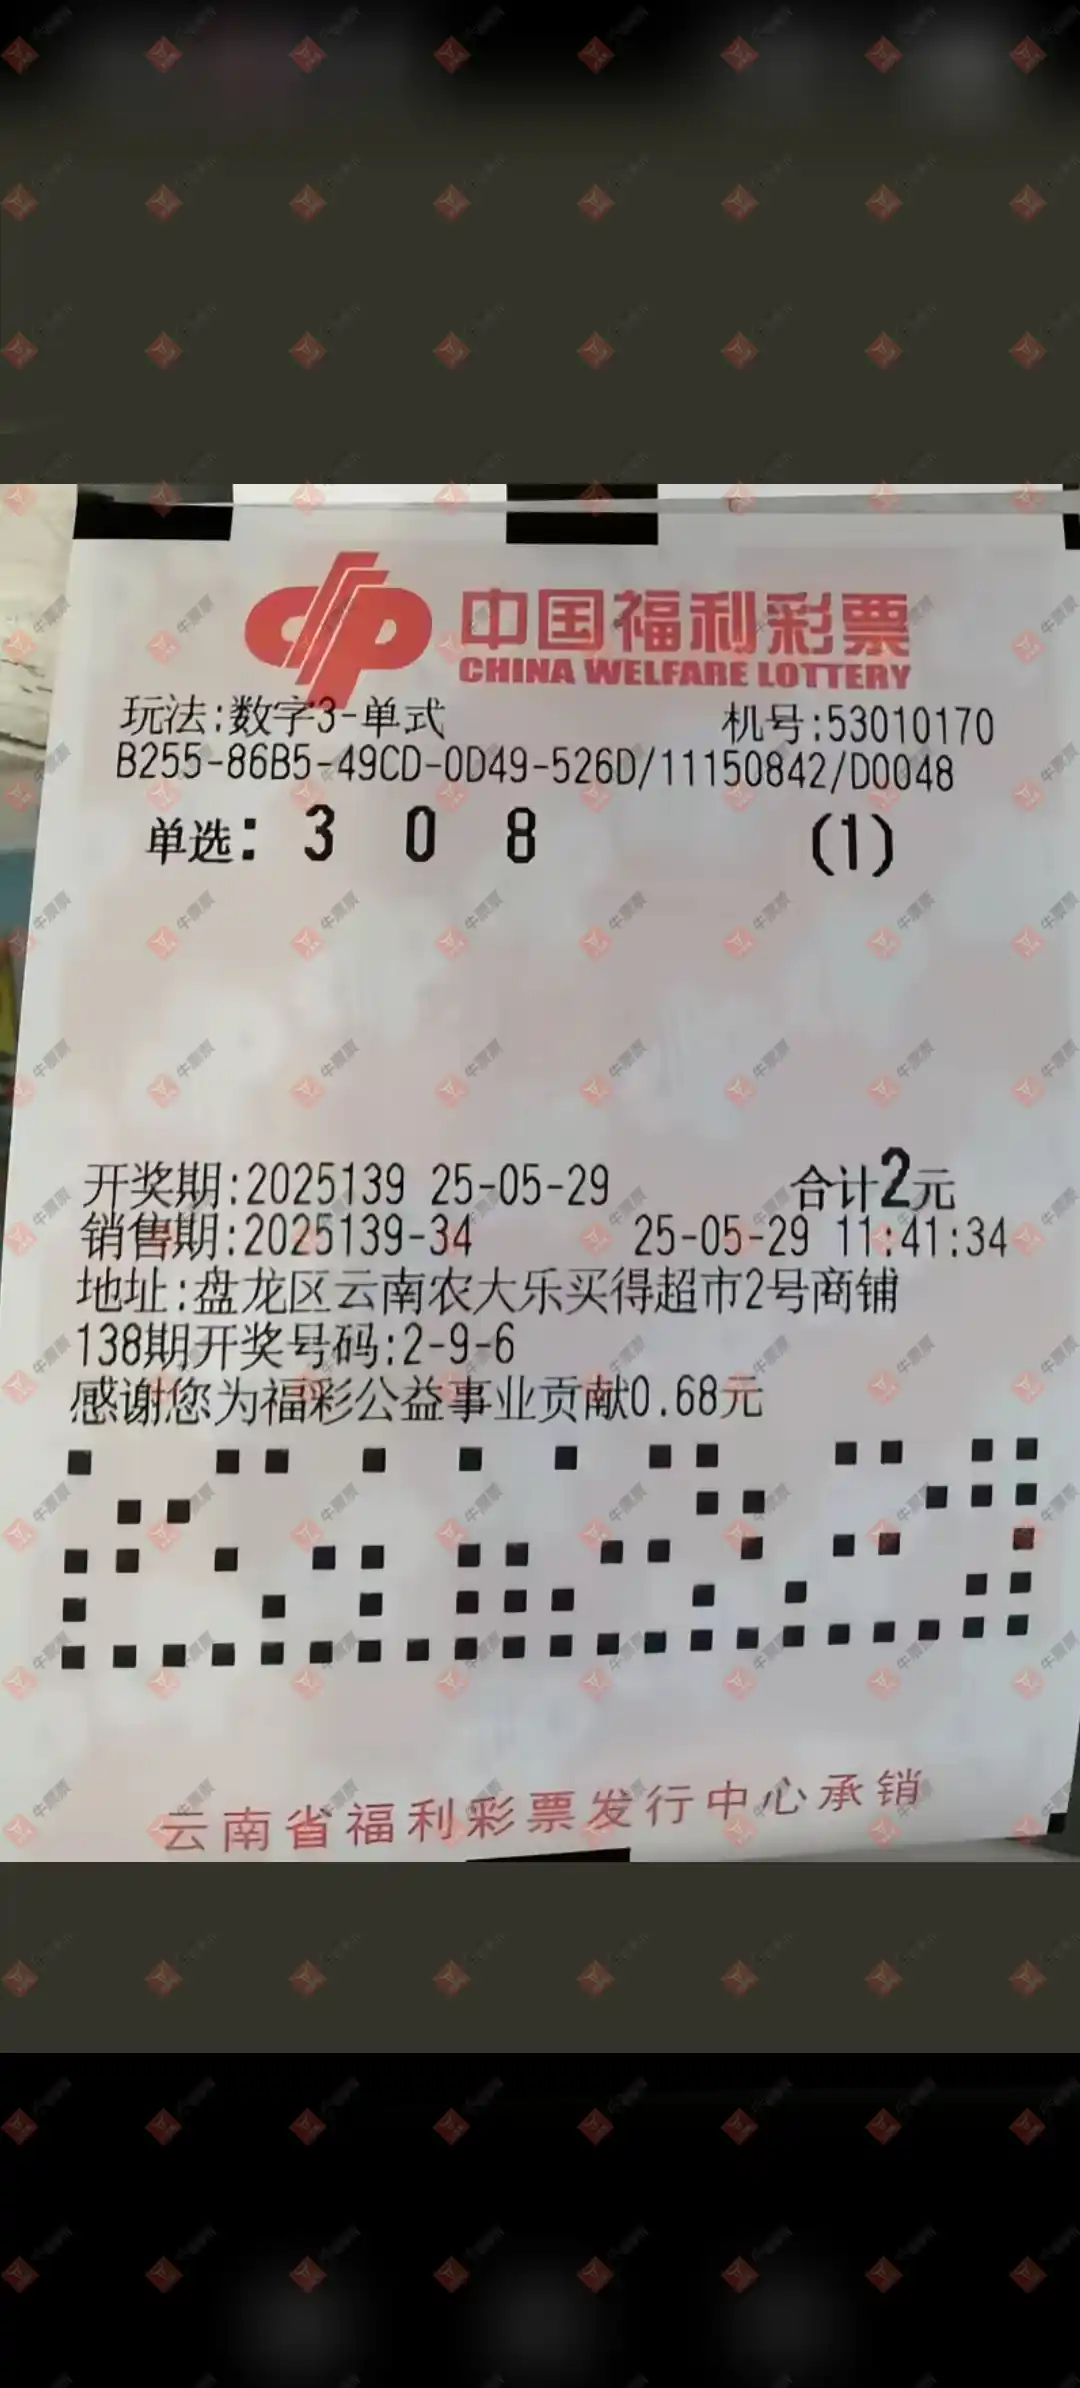 中国福利彩票
CHINA WELFARE LOTTERY
玩法:数字3-单式 机号:53010170
B255-86B5-49CD-0D49-526D/11150842/D0048
单选: 3 0 8 (1)
开奖期:2025139 25-05-29 合计2元
销售期:2025139-34 25-05-29 11:41:34
地址:盘龙区云南农大乐买得超市2号商铺
138期开奖号码:2-9-6
感谢您为福彩公益事业贡献0.68元
云南省福利彩票发行中心承销
牛票票